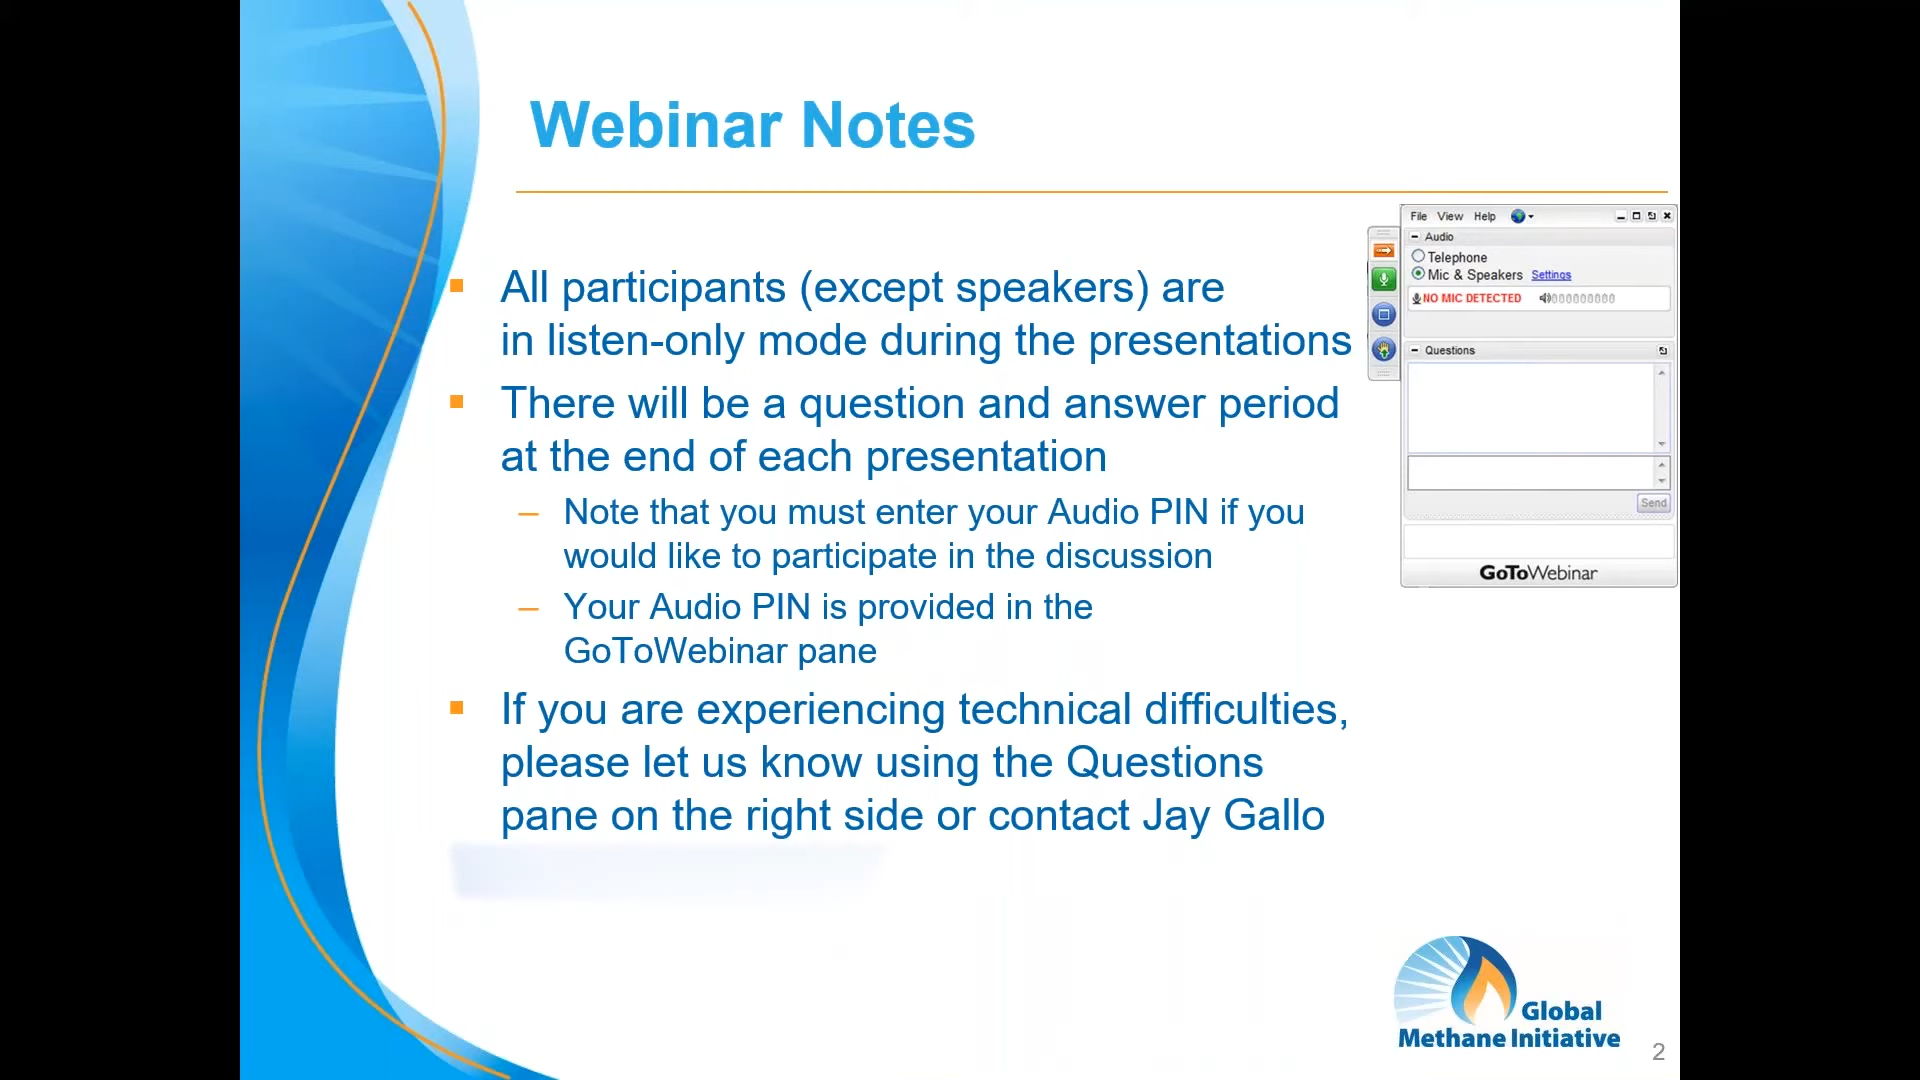 Webinar Notes
All participants (except speakers) are
in listen-only mode during the presentations
There will be a question and answer period
at the end of each presentation
– Note that you must enter your Audio PIN if you
would like to participate in the discussion
– Your Audio PIN is provided in the
GoToWebinar pane
If you are experiencing technical difficulties,
please let us know using the Questions
pane on the right side or contact Jay Gallo
File View Help
Audio
Telephone
Mic & Speakers Settings
NO MIC DETECTED
Questions
Send
GoToWebinar
Global
Methane Initiative
2